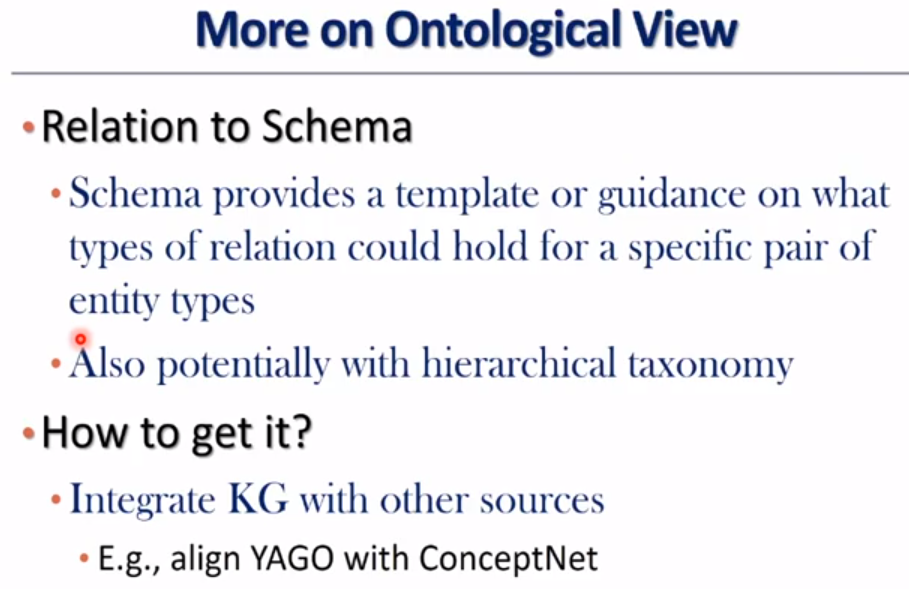 More on Ontological View
•Relation to Schema
•Schema provides a template or guidance on what
types of relation could hold for a specific pair of
entity types
•Also potentially with hierarchical taxonomy
•How to get it?
•Integrate KG with other sources
•E.g., align YAGO with ConceptNet